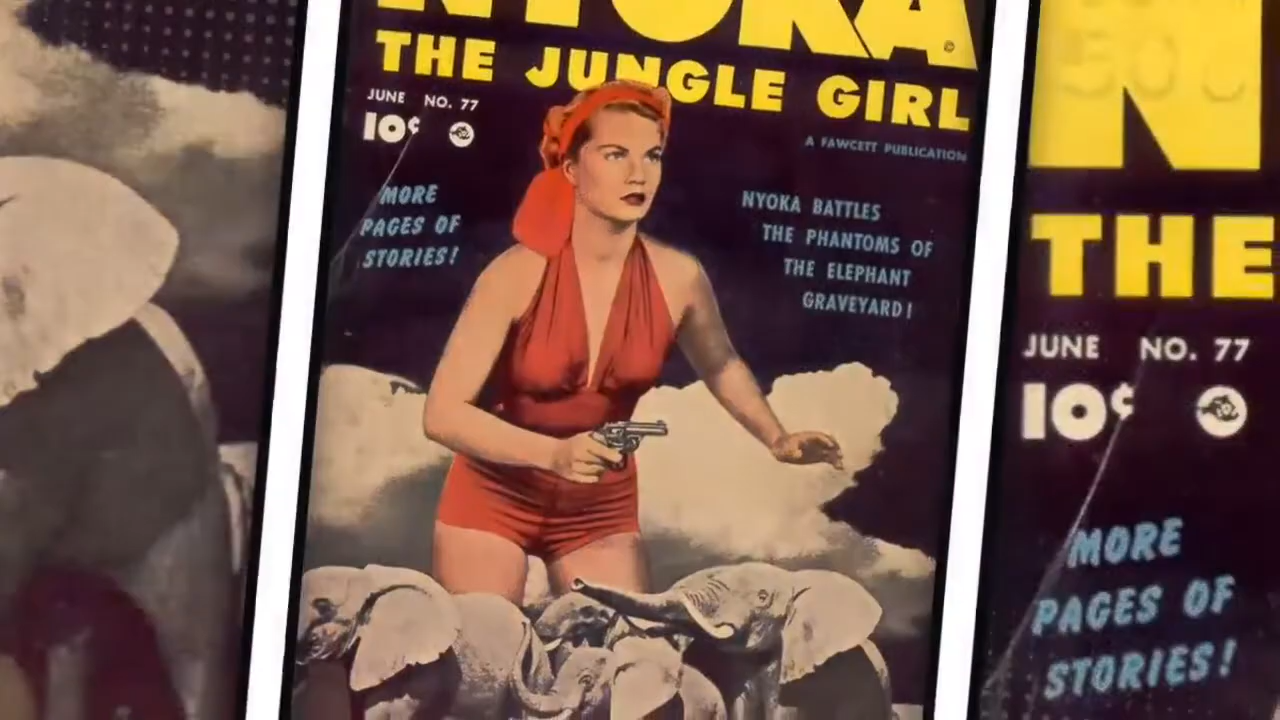 NYOKA
THE JUNGLE GIRL
JUNE NO. 77
10¢
A FAWCETT PUBLICATION
MORE
PAGES OF
STORIES!
NYOKA BATTLES
THE PHANTOMS OF
THE ELEPHANT
GRAVEYARD!
N
THE
JUNE NO. 77
10¢
MORE
PAGES OF
STORIES!